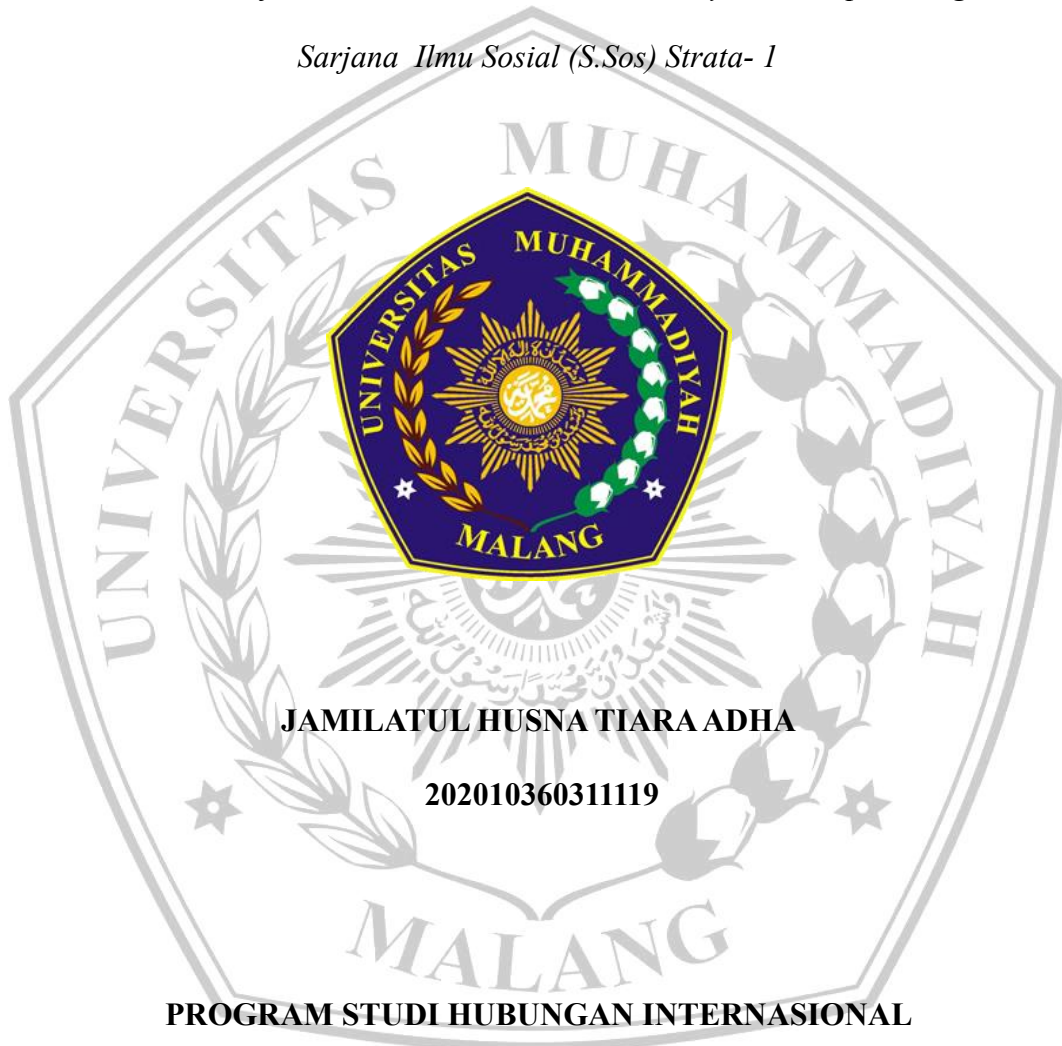 Sarjana Ilmu Sosial (S.Sos) Strata- 1
UNIVERSITAS MUHAMMADIYAH
MALANG
UNIVERSITAS MUHAMMADIYAH
MALANG
JAMILATUL HUSNA TIARA ADHA
202010360311119
PROGRAM STUDI HUBUNGAN INTERNASIONAL